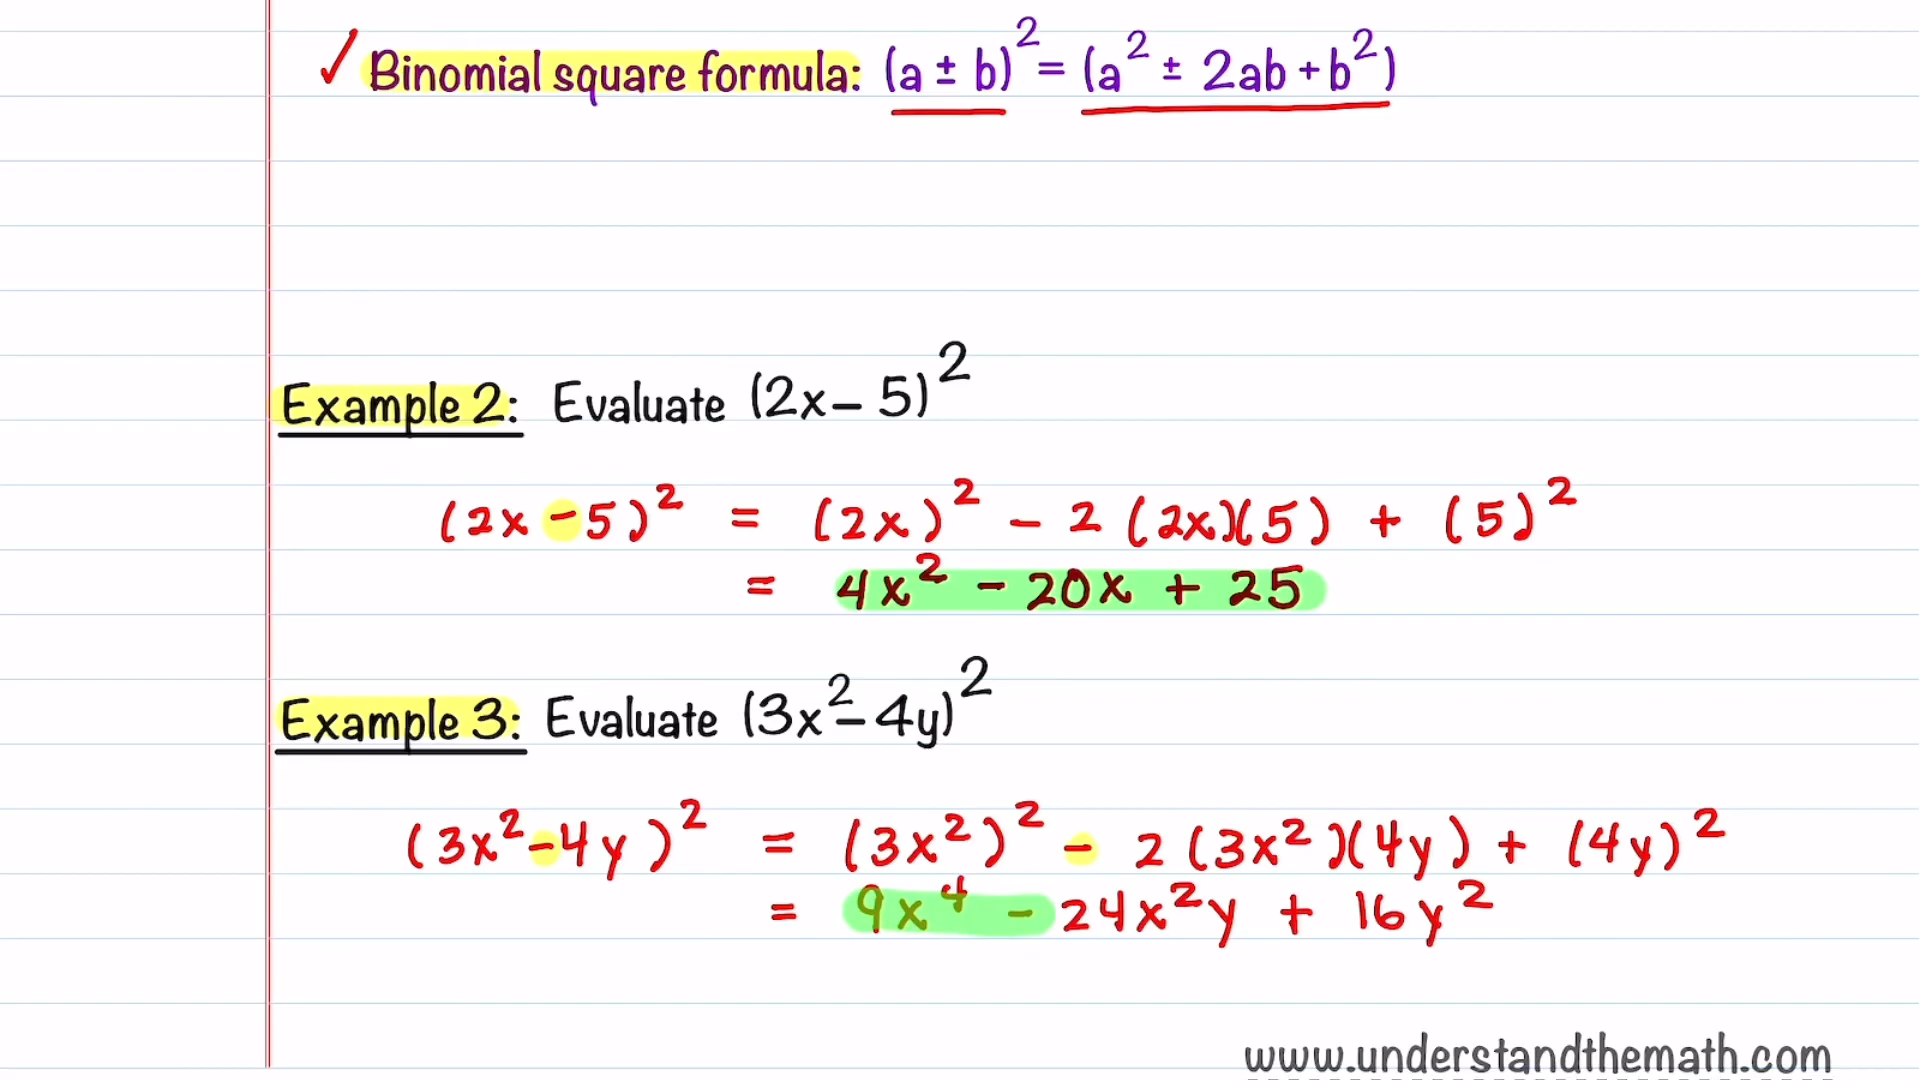 ✓ Binomial square formula: (a ± b)² = (a² ± 2ab + b²)
Example 2: Evaluate (2x – 5)²
(2x – 5)² = (2x)² – 2 (2x)(5) + (5)²
= 4x² – 20x + 25
Example 3: Evaluate (3x² – 4y)²
(3x² – 4y)² = (3x²)² – 2 (3x²)(4y) + (4y)²
= 9x⁴ – 24x²y + 16y²
www.understandthemath.com